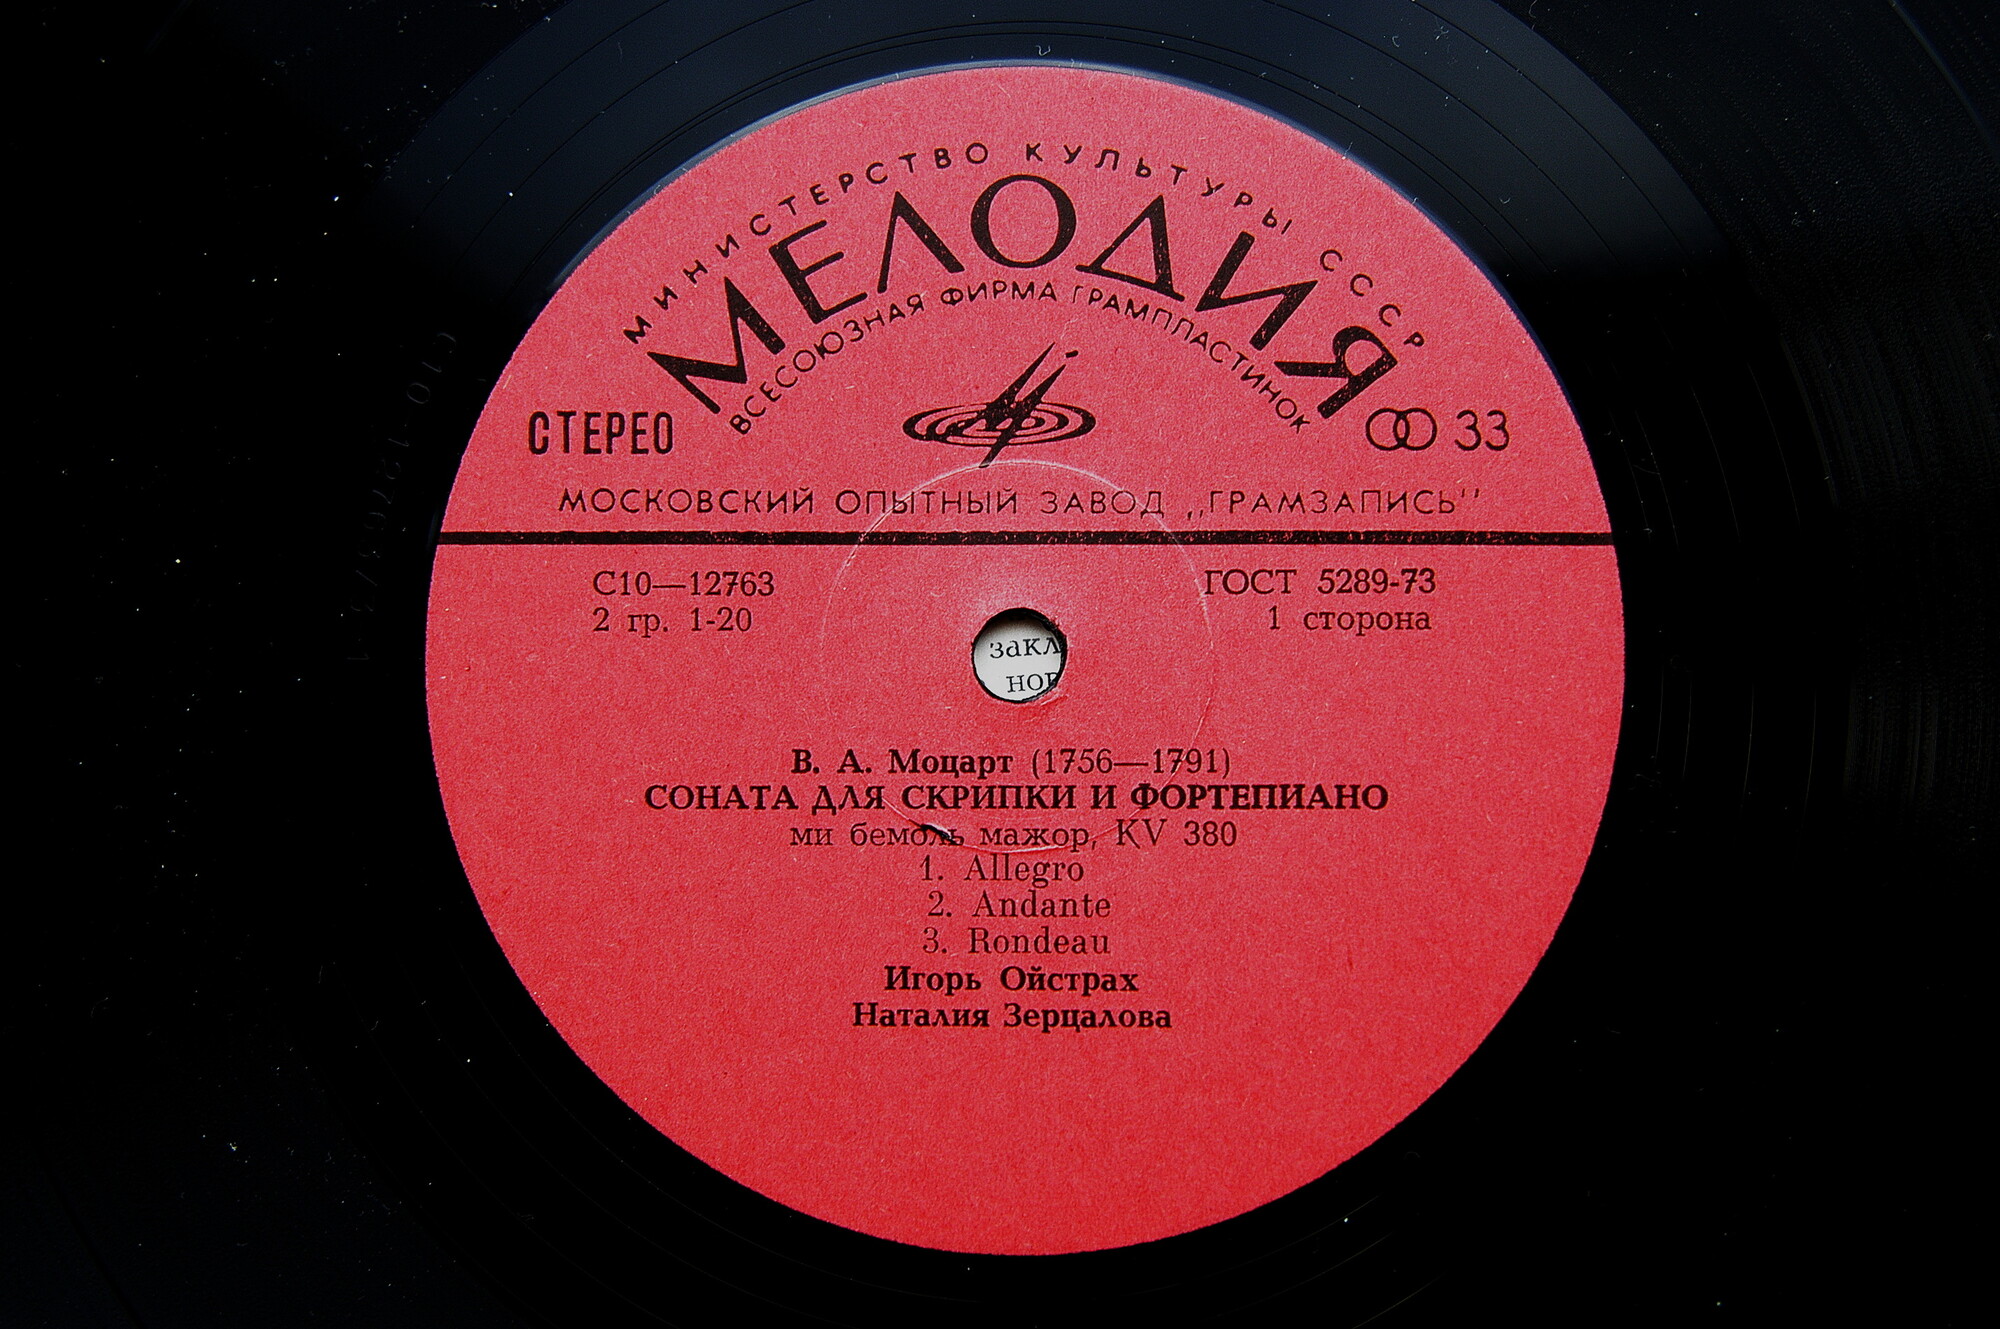 МИНИСТЕРСТВО КУЛЬТУРЫ СССР
МЕЛОДИЯ
ВСЕСОЮЗНАЯ ФИРМА ГРАМПЛАСТИНОК
СТЕРЕО
33
МОСКОВСКИЙ ОПЫТНЫЙ ЗАВОД „ГРАМЗАПИСЬ"
С10—12763
ГОСТ 5289-73
2 гр. 1-20
1 сторона
закл
нов
В. А. Моцарт (1756—1791)
СОНАТА ДЛЯ СКРИПКИ И ФОРТЕПИАНО
ми бемоль мажор, KV 380
1. Allegro
2. Andante
3. Rondeau
Игорь Ойстрах
Наталия Зерцалова